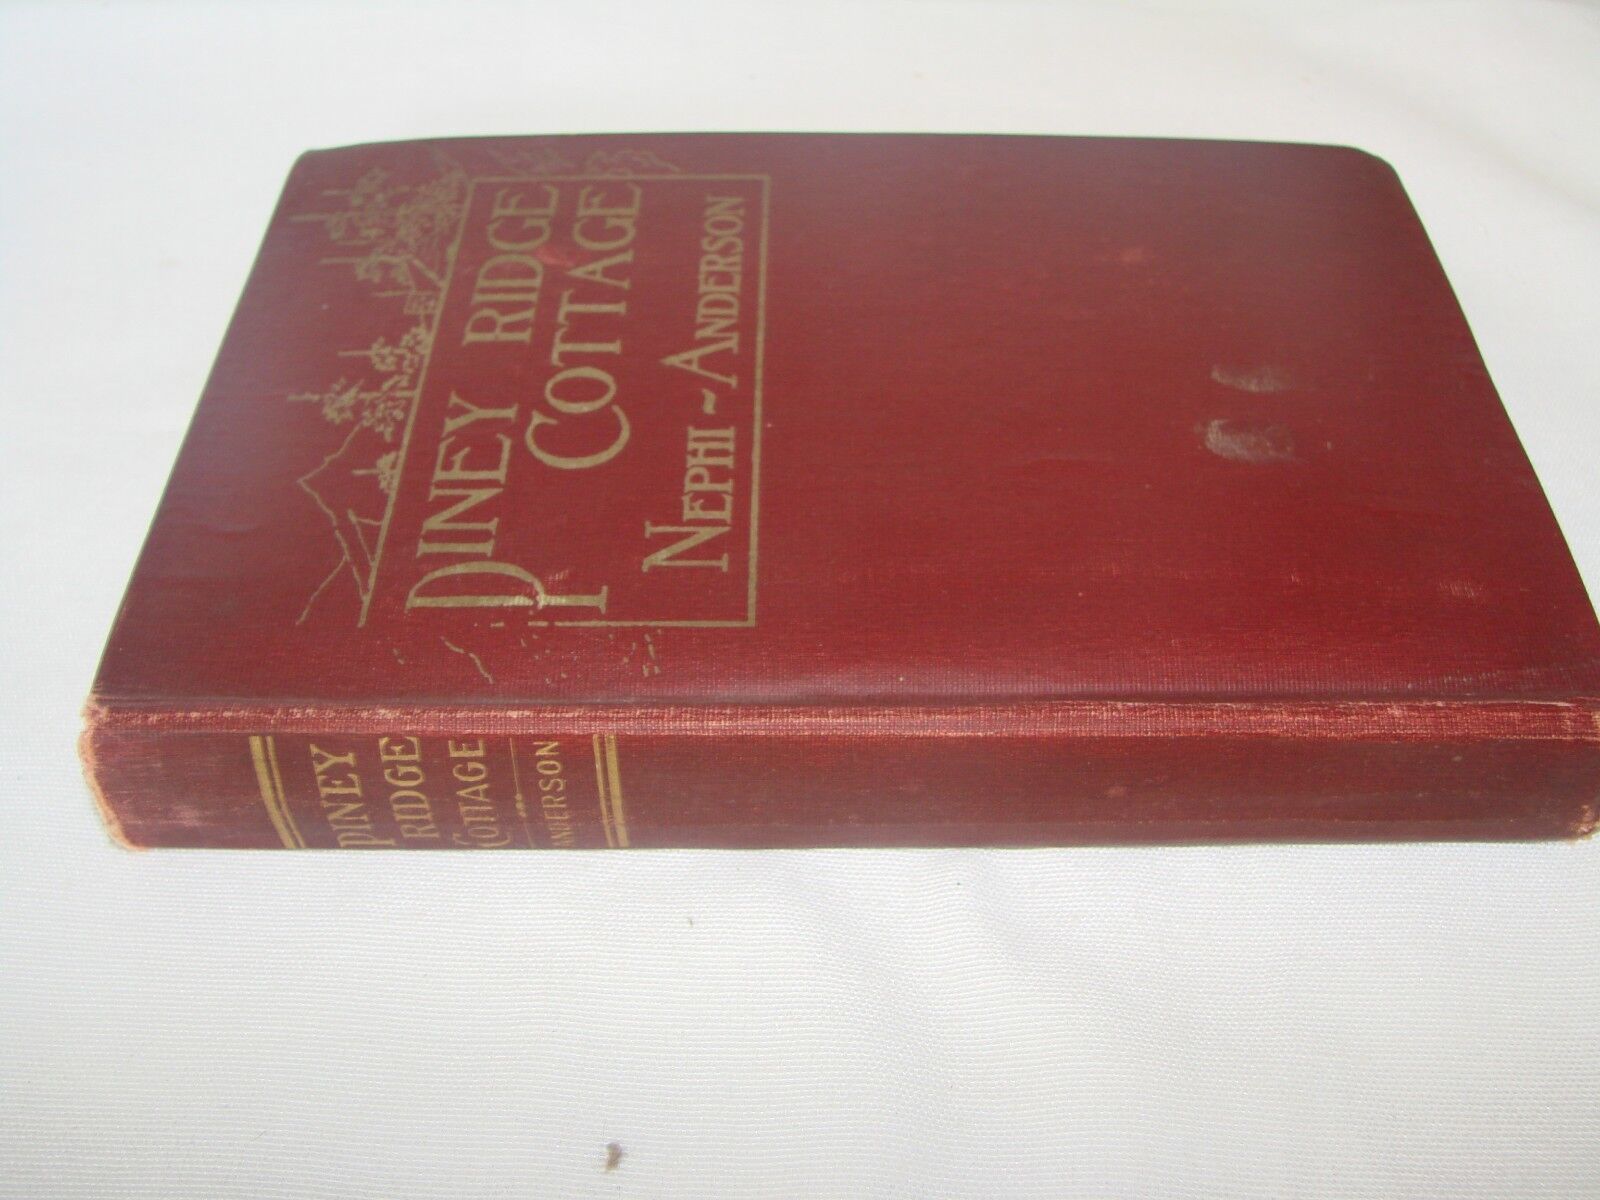 PINEY RIDGE
COTTAGE
NEPHI ~ ANDERSON
PINEY
RIDGE
COTTAGE
ANDERSON